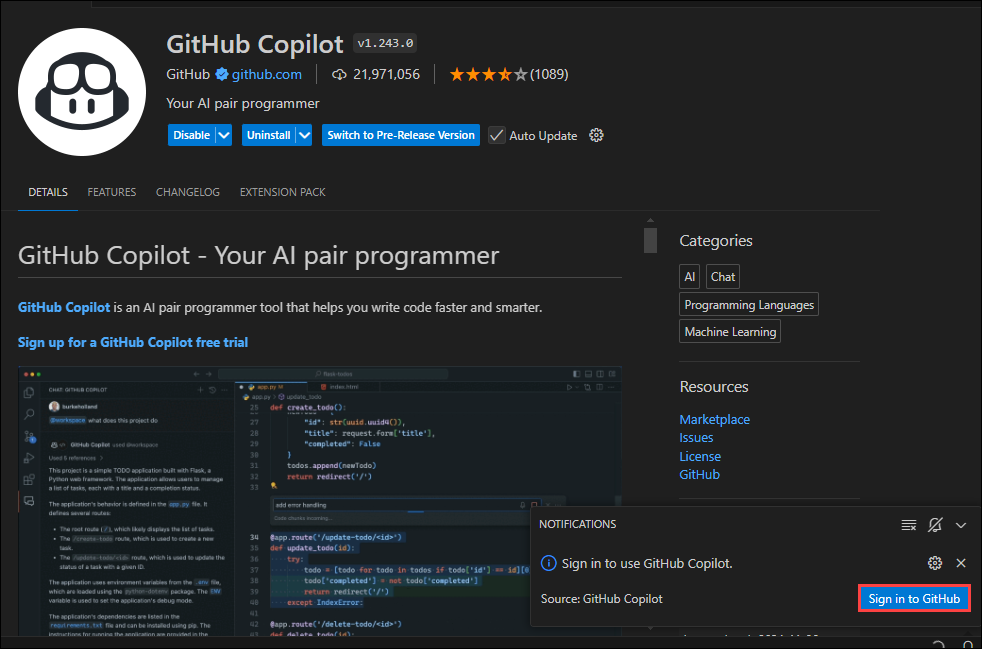 GitHub Copilot v1.243.0
GitHub github.com 21,971,056 (1089)
Your AI pair programmer
Disable Uninstall Switch to Pre-Release Version Auto Update
DETAILS FEATURES CHANGELOG EXTENSION PACK
GitHub Copilot - Your AI pair programmer
GitHub Copilot is an AI pair programmer tool that helps you write code faster and smarter.
Sign up for a GitHub Copilot free trial
flask-todos
CHAT: GITHUB COPILOT
burkeholland
@workspace what does this project do
GitHub Copilot used @workspace
Used 8 references
This project is a simple TODO application built with Flask, a
Python web framework. The application allows users to manage
a list of tasks, each with a title and a completion status.
The application's behavior is defined in the app.py file. It
defines several routes:
• The root route (/), which likely displays the list of tasks.
• The /create-todo route, which is used to create a new
task.
• The /update-todo/<id> route, which is used to update the
status of a task with a given ID.
The application uses environment variables from the .env file,
which are loaded using the python-dotenv package. The ENV
variable is used to set the application's debug mode.
The application's dependencies are listed in the
requirements.txt file and can be installed using pip. The
instructions for running the application are provided in the
app.py M index.html
app.py > update_todo
25 def create_todo():
27 "id": str(uuid.uuid4()),
28 "title": request.form['title'],
29 "completed": False
30 }
31 todos.append(newTodo)
32 return redirect('/')
33
add error handling
Code chunks incoming...
34 @app.route('/update-todo/<id>')
35 def update_todo(id):
36 try:
37 todo = [todo for todo in todos if todo['id'] == id][0
38 todo['completed'] = not todo['completed']
39 return redirect('/')
40 except IndexError:
42 @app.route('/delete-todo/<id>')
43 def delete_todo(id):
Categories
AI Chat
Programming Languages
Machine Learning
Resources
Marketplace
Issues
License
GitHub
NOTIFICATIONS
Sign in to use GitHub Copilot.
Source: GitHub Copilot Sign in to GitHub